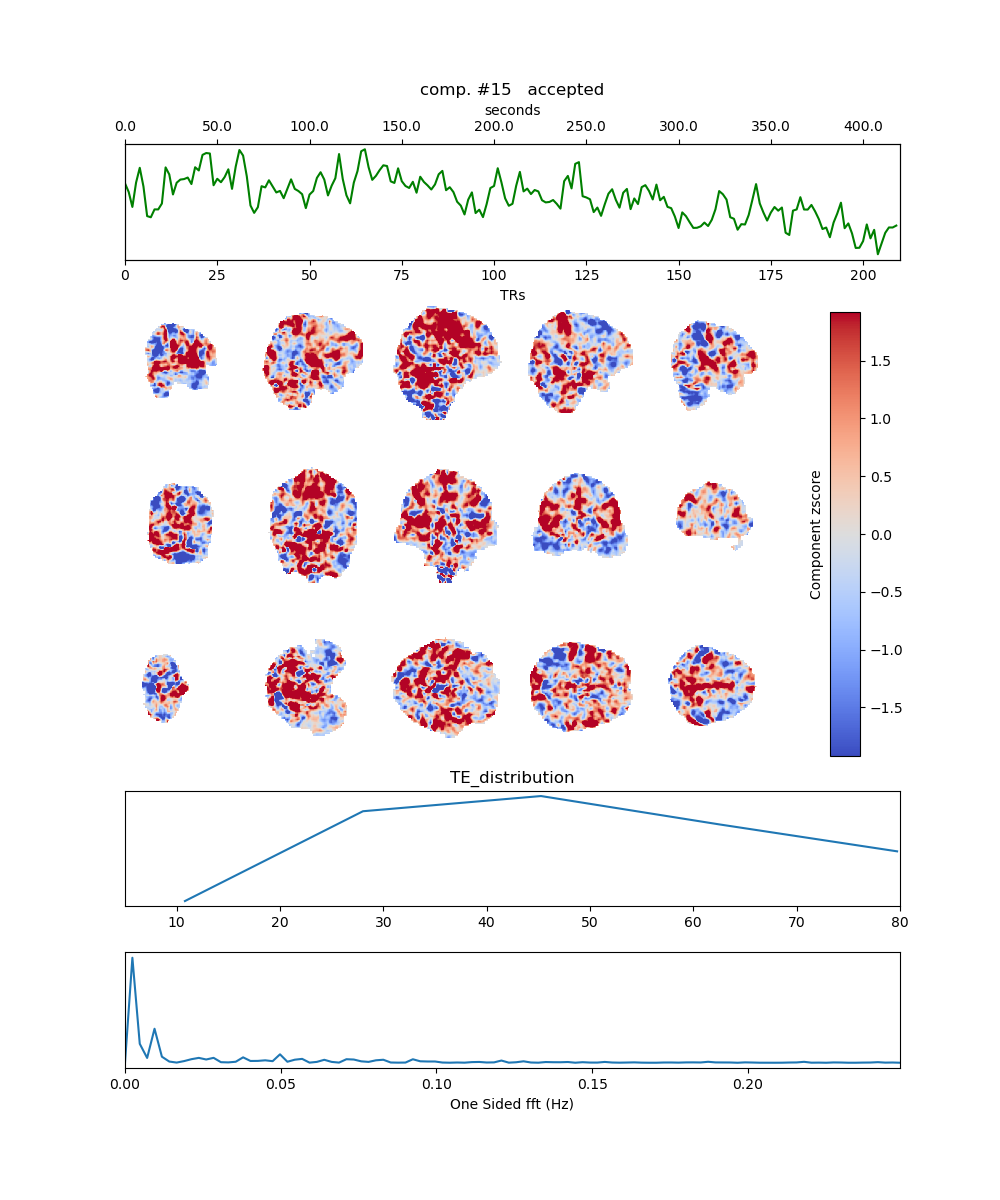 comp. #15   accepted
seconds
0.0 50.0 100.0 150.0 200.0 250.0 300.0 350.0 400.0
0 25 50 75 100 125 150 175 200
TRs
1.5
1.0
0.5
0.0
−0.5
−1.0
−1.5
Component zscore
TE_distribution
10 20 30 40 50 60 70 80
0.00 0.05 0.10 0.15 0.20
One Sided fft (Hz)